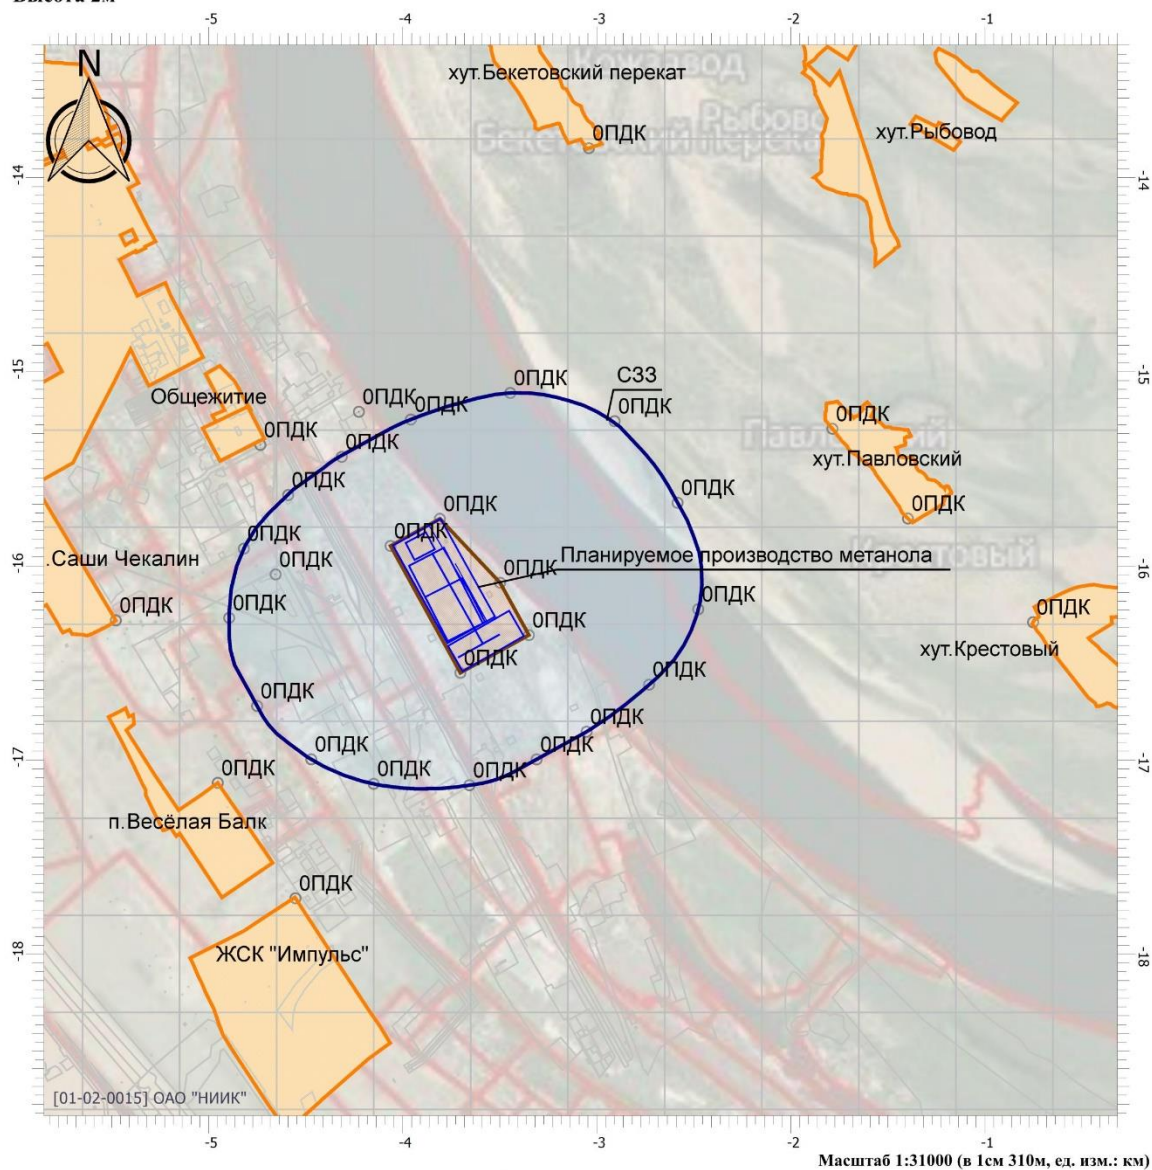 Высота 2м
-5 -4 -3 -2 -1
N
хут.Бекетовский перекат
0ПДК
хут.Рыбовод
-14 -14
-15 -15
С33
0ПДК
0ПДК 0ПДК
0ПДК
Общежитие
0ПДК
0ПДК
0ПДК
хут.Павловский
0ПДК
0ПДК
0ПДК
0ПДК
0ПДК
0ПДК
Планируемое производство метанола
.Саши Чекалин
0ПДК
0ПДК
-16 -16
0ПДК
0ПДК
0ПДК
0ПДК
0ПДК
хут.Крестовый
0ПДК
0ПДК
0ПДК
0ПДК
0ПДК
0ПДК
0ПДК
0ПДК
0ПДК
-17 -17
п.Весёлая Балк
0ПДК
ЖСК "Импульс"
-18 -18
[01-02-0015] ОАО "НИИК"
-5 -4 -3 -2 -1
Масштаб 1:31000 (в 1см 310м, ед. изм.: км)